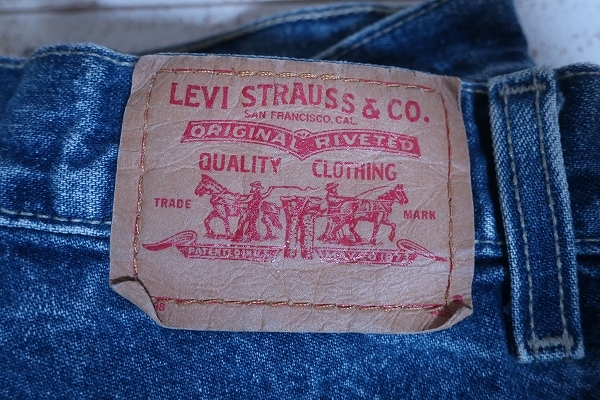 LEVI STRAUSS & CO.
SAN FRANCISCO, CAL.
ORIGINAL RIVETED
QUALITY CLOTHING
TRADE MARK